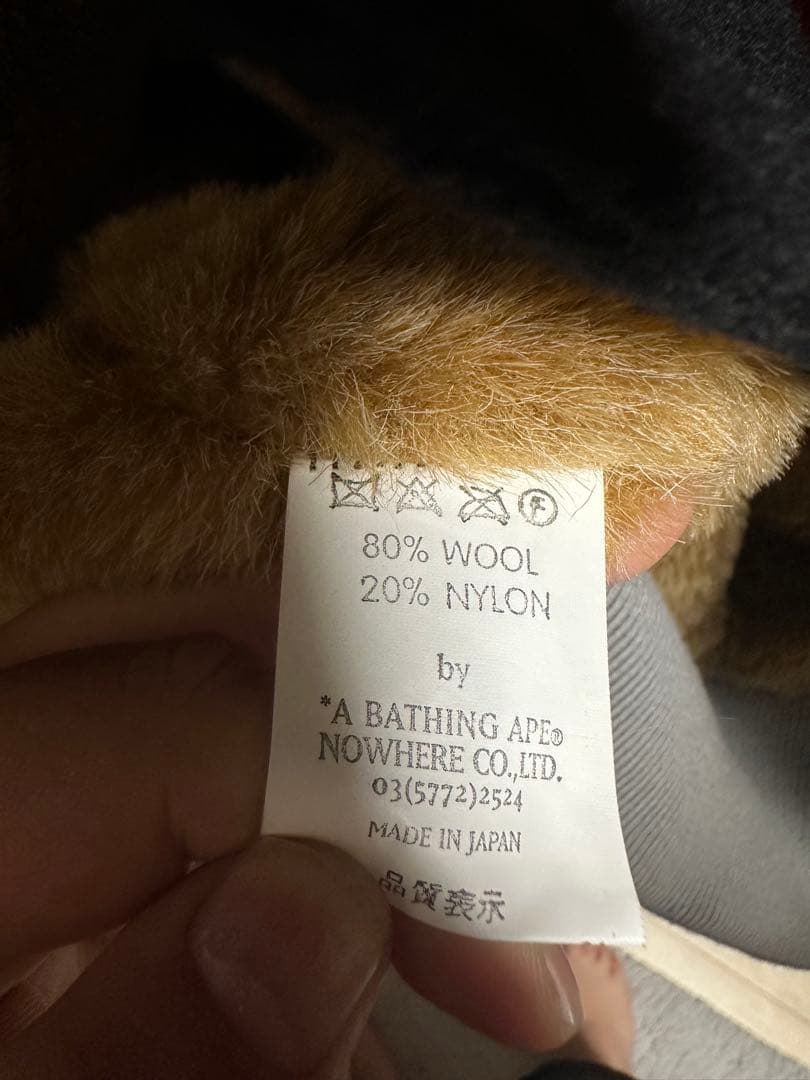 F
80% WOOL
20% NYLON
by
*A BATHING APE®
NOWHERE CO.,LTD.
03(5772)2524
MADE IN JAPAN
品質表示